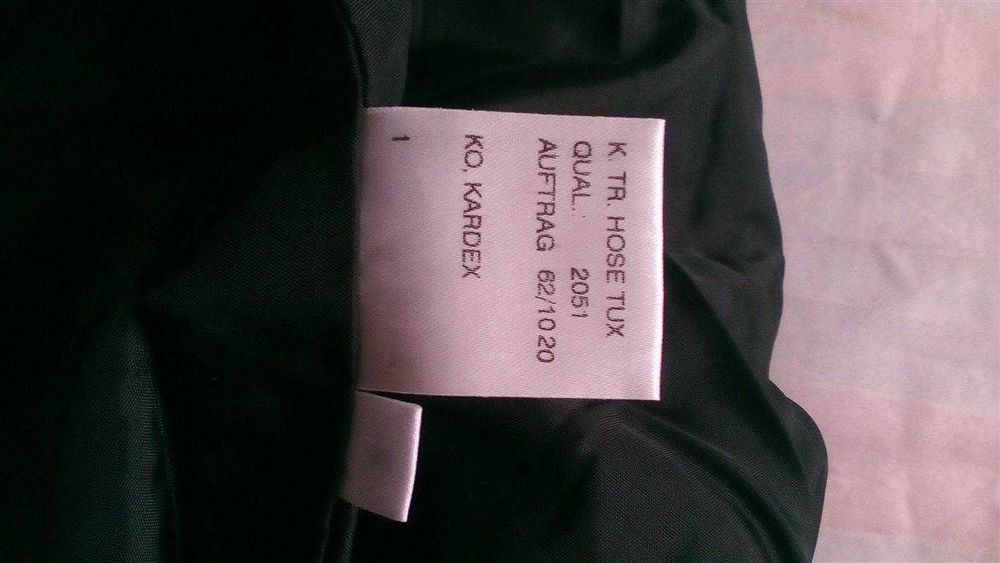 K. TR. HOSE TUX
QUAL.: 2051
AUFTRAG 62/1020
KO, KARDEX
1